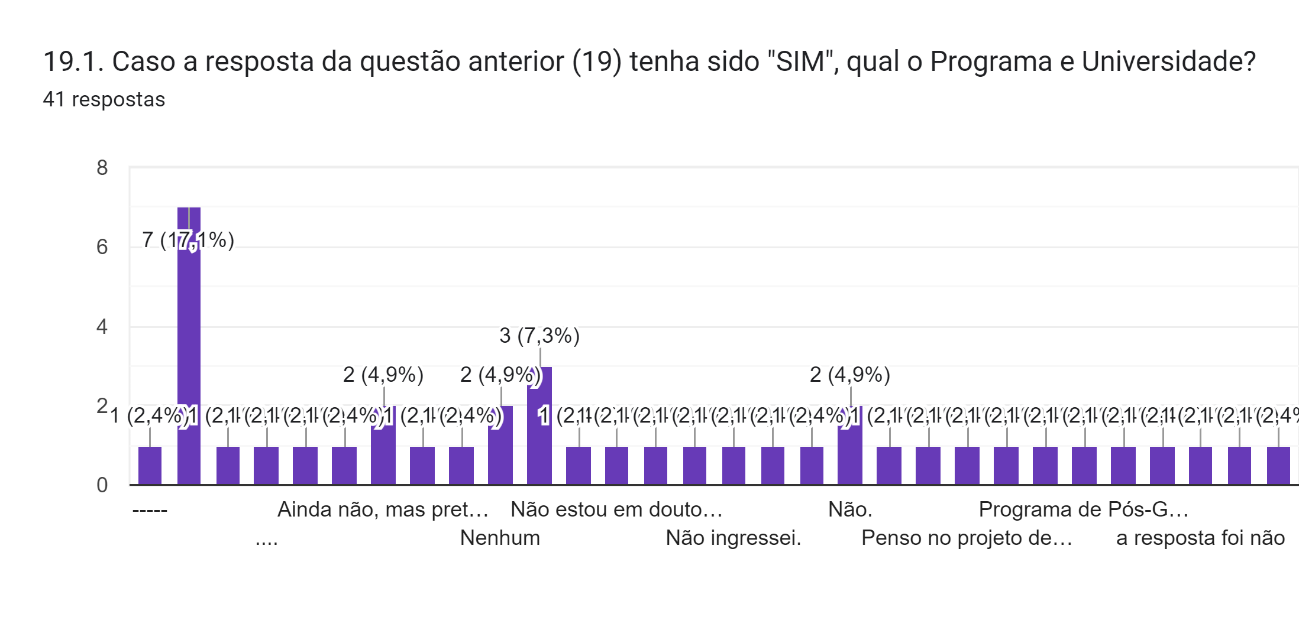 19.1. Caso a resposta da questão anterior (19) tenha sido "SIM", qual o Programa e Universidade?
41 respostas
8
6
4
2
0
7 (17,1%)
3 (7,3%)
2 (4,9%)
2 (4,9%)
2 (4,9%)
1 (2,4%)
-----
....
Ainda não, mas pret…
Nenhum
Não estou em douto…
Não ingressei.
Não.
Penso no projeto de…
Programa de Pós-G…
a resposta foi não